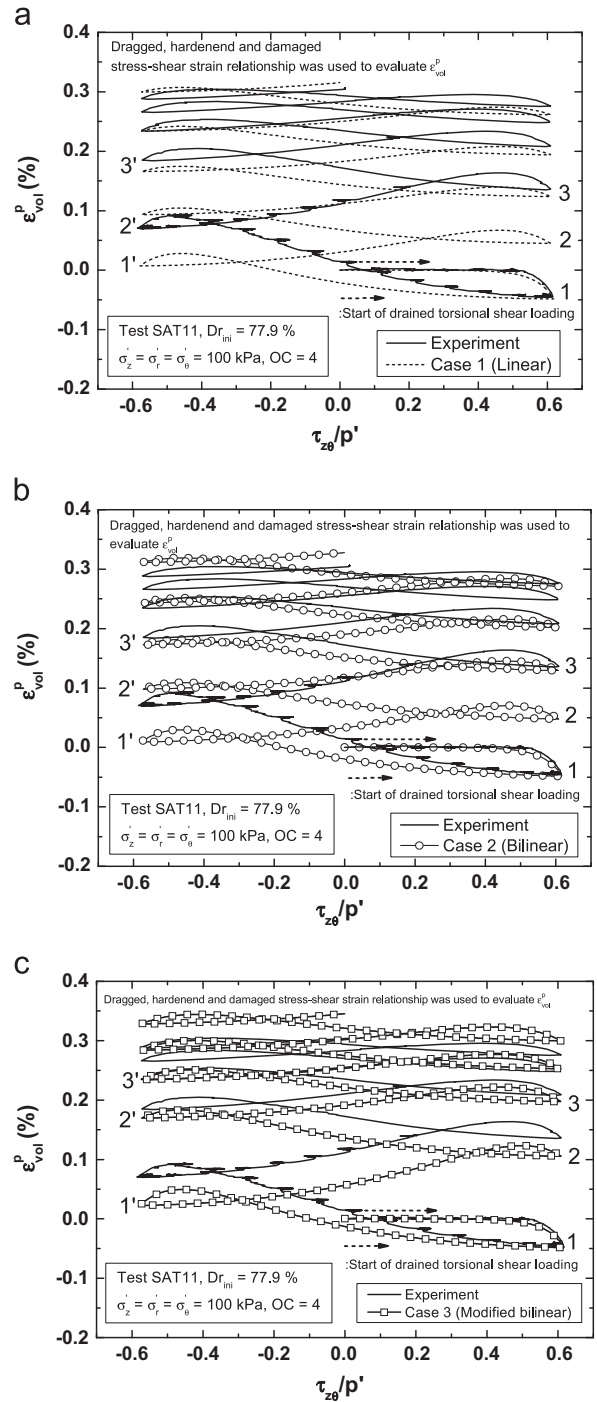 a
Dragged, hardenend and damaged
stress-shear strain relationship was used to evaluate ε^p_vol
0.4
0.3
0.2
0.1
0.0
-0.1
-0.2
ε^p_vol (%)
3'
2'
1'
3
2
1
:Start of drained torsional shear loading
Test SAT11, Dr_ini = 77.9 %
σ'_z = σ'_r = σ'_θ = 100 kPa, OC = 4
Experiment
Case 1 (Linear)
-0.6 -0.4 -0.2 0.0 0.2 0.4 0.6
τ_zθ/p'
b
Dragged, hardenend and damaged stress-shear strain relationship was used to
evaluate ε^p_vol
0.4
0.3
0.2
0.1
0.0
-0.1
-0.2
ε^p_vol (%)
3'
2'
1'
3
2
1
:Start of drained torsional shear loading
Test SAT11, Dr_ini = 77.9 %
σ'_z = σ'_r = σ'_θ = 100 kPa, OC = 4
Experiment
Case 2 (Bilinear)
-0.6 -0.4 -0.2 0.0 0.2 0.4 0.6
τ_zθ/p'
c
Dragged, hardenend and damaged stress-shear strain relationship was used to evaluate ε^p_vol
0.4
0.3
0.2
0.1
0.0
-0.1
-0.2
ε^p_vol (%)
3'
2'
1'
3
2
1
:Start of drained torsional shear loading
Test SAT11, Dr_ini = 77.9 %
σ'_z = σ'_r = σ'_θ = 100 kPa, OC = 4
Experiment
Case 3 (Modified bilinear)
-0.6 -0.4 -0.2 0.0 0.2 0.4 0.6
τ_zθ/p'